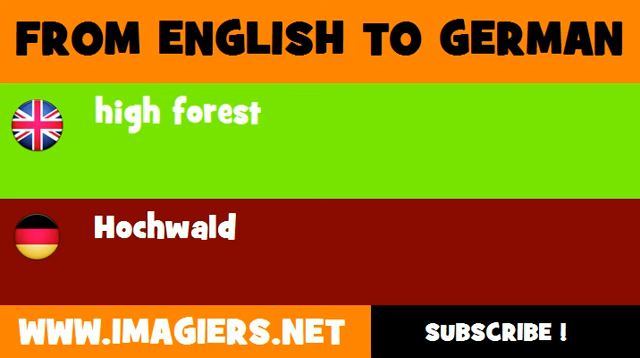 FROM ENGLISH TO GERMAN
high forest
Hochwald
WWW.IMAGIERS.NET
SUBSCRIBE !